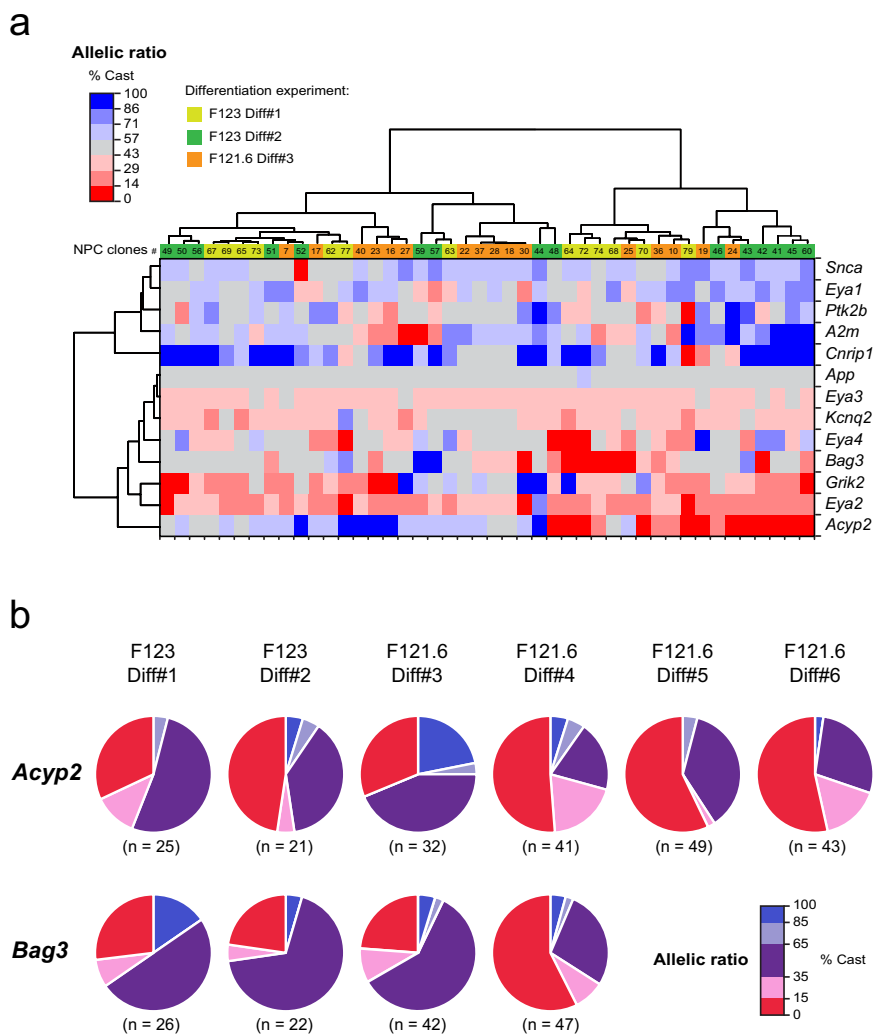 a
Allelic ratio
% Cast
100
86
71
57
43
29
14
0
Differentiation experiment:
F123 Diff#1
F123 Diff#2
F121.6 Diff#3
NPC clones #
49 50 56 67 69 65 73 51 7 52 17 62 77 40 23 16 27 59 57 63 22 37 28 18 30 44 48 64 72 74 68 25 70 36 10 79 19 46 24 43 42 41 45 60
Snca
Eya1
Ptk2b
A2m
Cnrip1
App
Eya3
Kcnq2
Eya4
Bag3
Grik2
Eya2
Acyp2
b
F123 Diff#1
F123 Diff#2
F121.6 Diff#3
F121.6 Diff#4
F121.6 Diff#5
F121.6 Diff#6
Acyp2
(n = 25) (n = 21) (n = 32) (n = 41) (n = 49) (n = 43)
Bag3
(n = 26) (n = 22) (n = 42) (n = 47)
Allelic ratio
100
85
65
35
15
0
% Cast